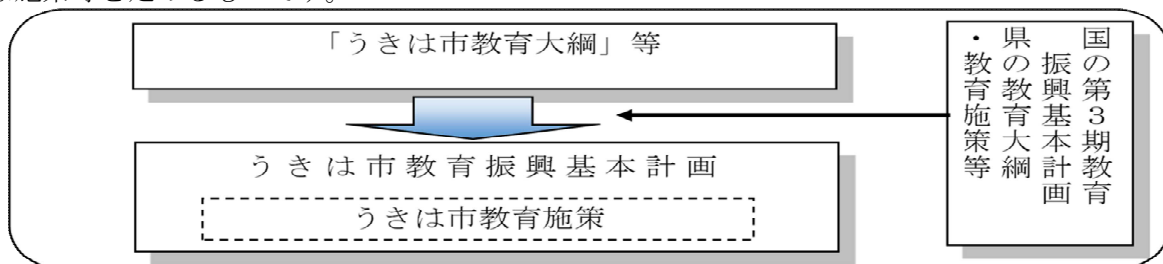 「うきは市教育大綱」等
うきは市教育振興基本計画
うきは市教育施策
国の第3期教育
振興基本計画
県の教育大綱
・教育施策等